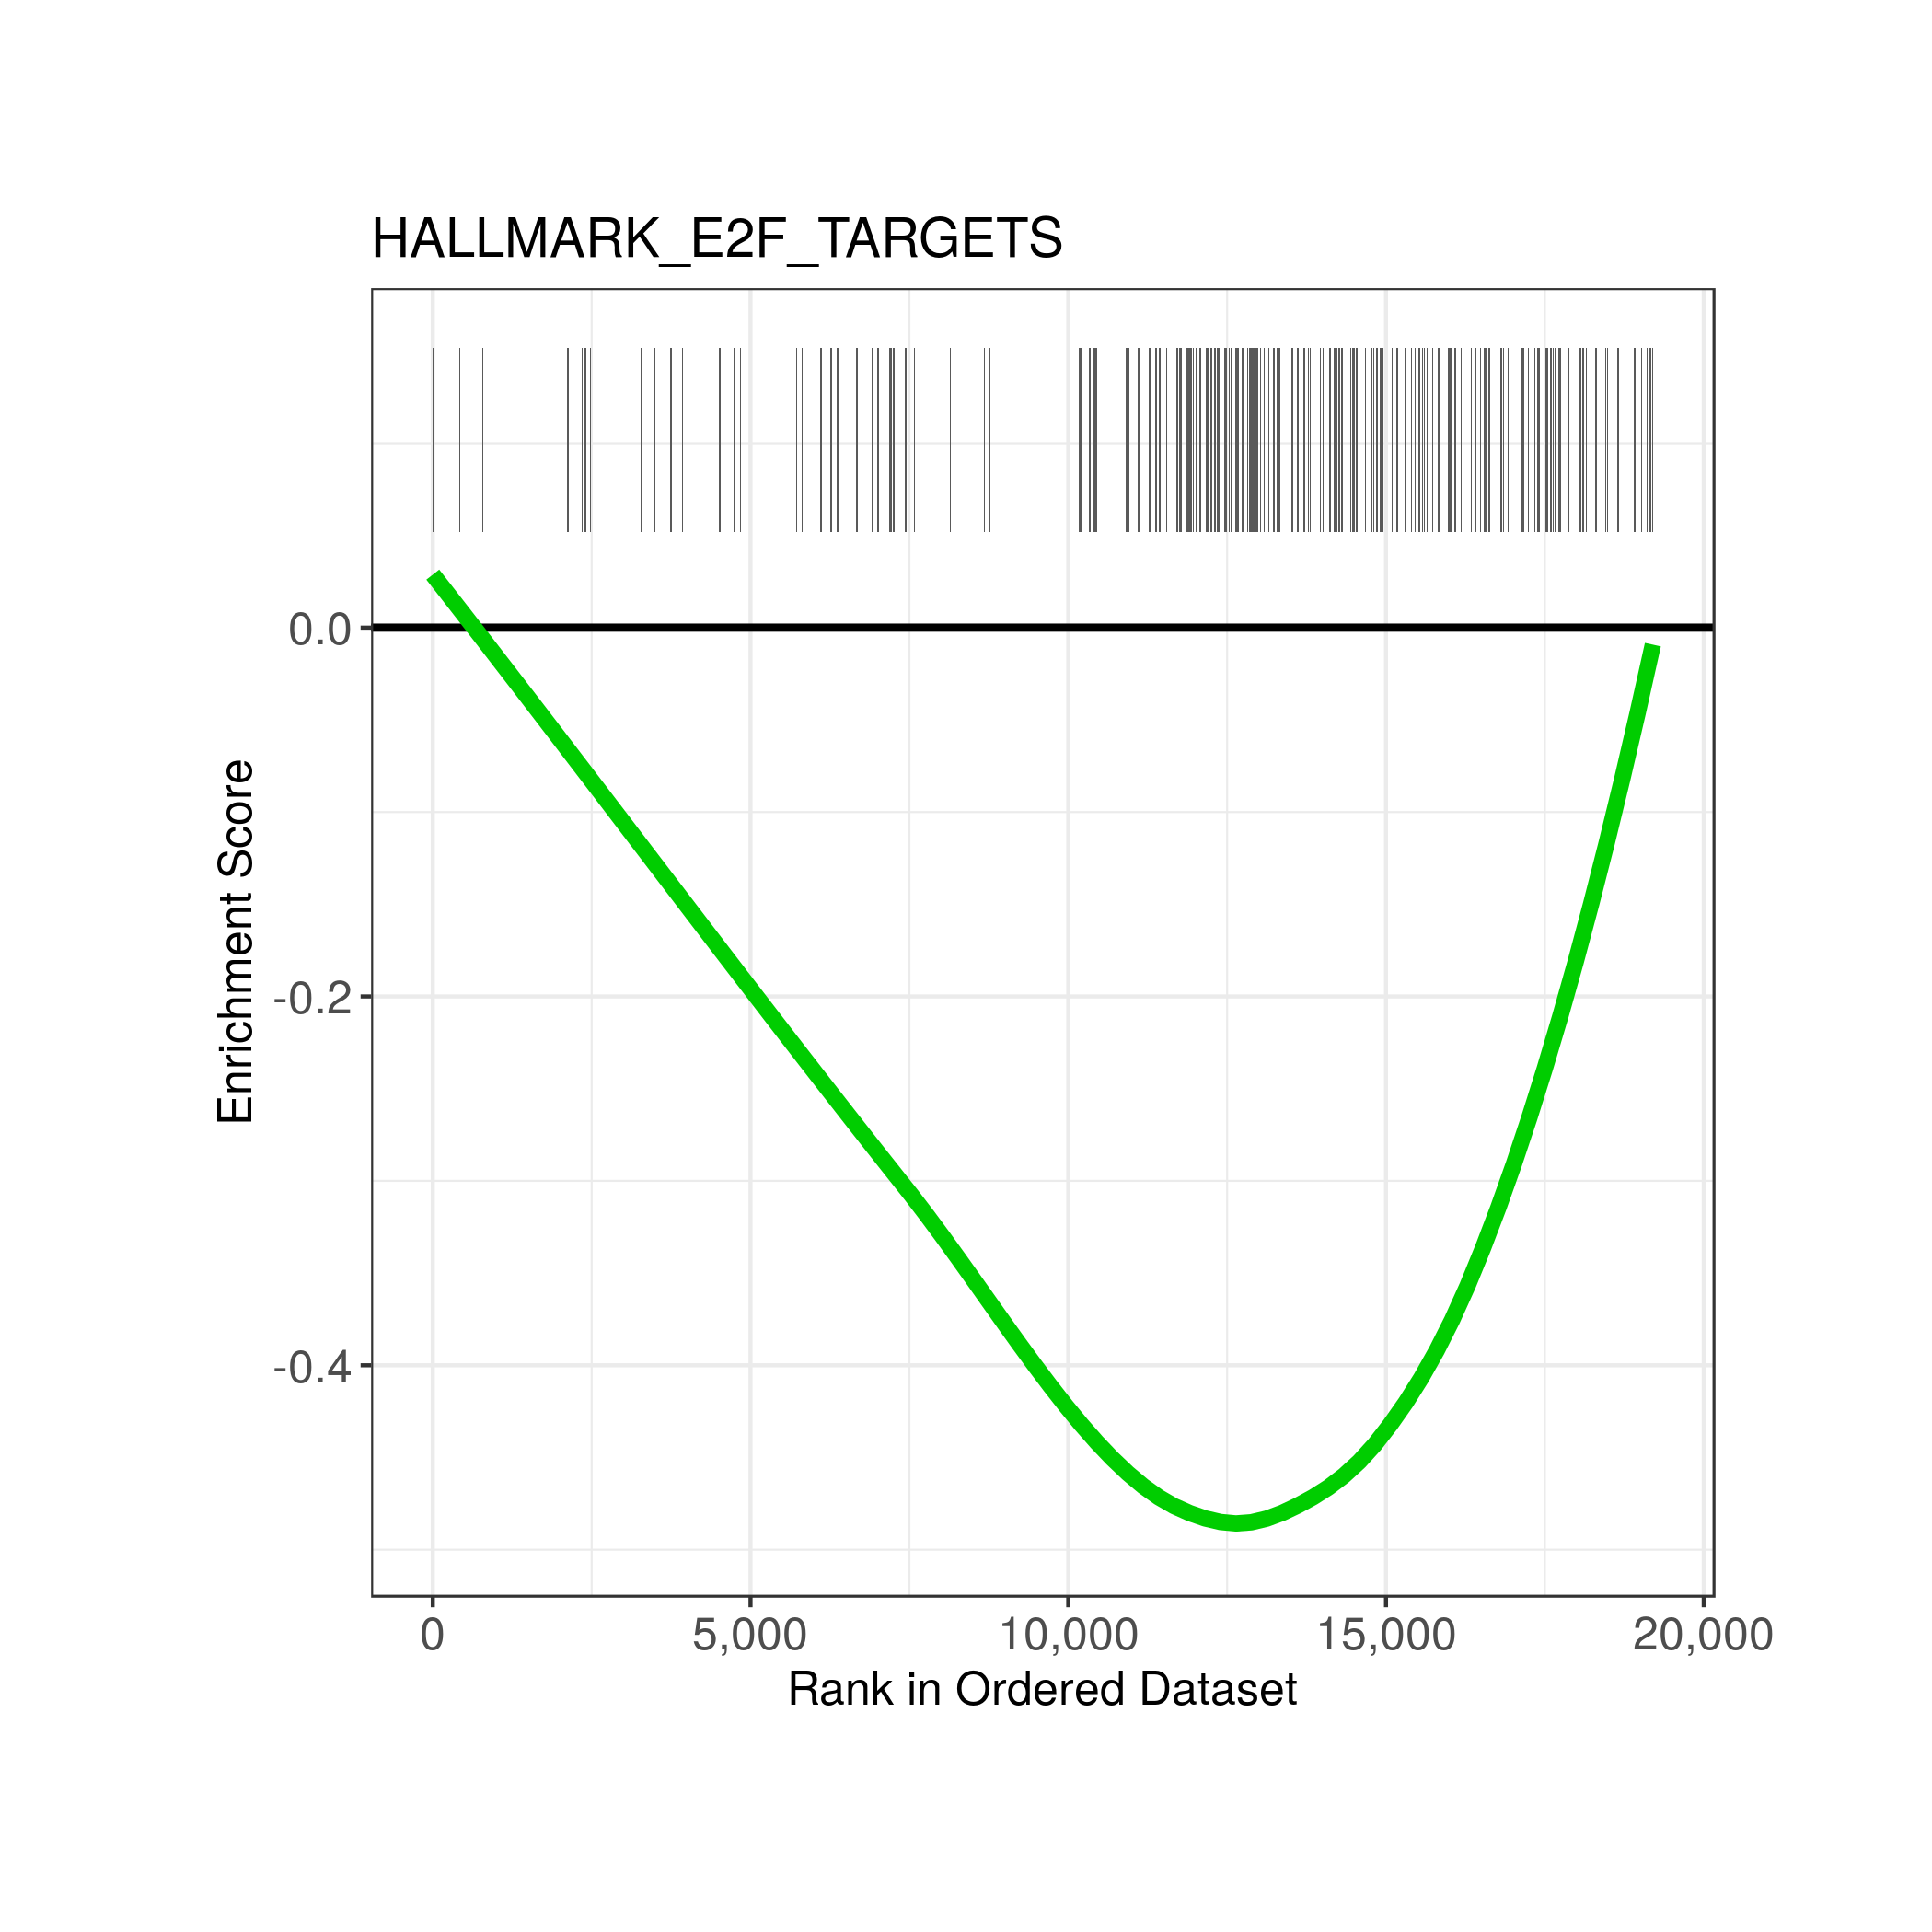 HALLMARK_E2F_TARGETS
0.0
-0.2
-0.4
Enrichment Score
0 5,000 10,000 15,000 20,000
Rank in Ordered Dataset